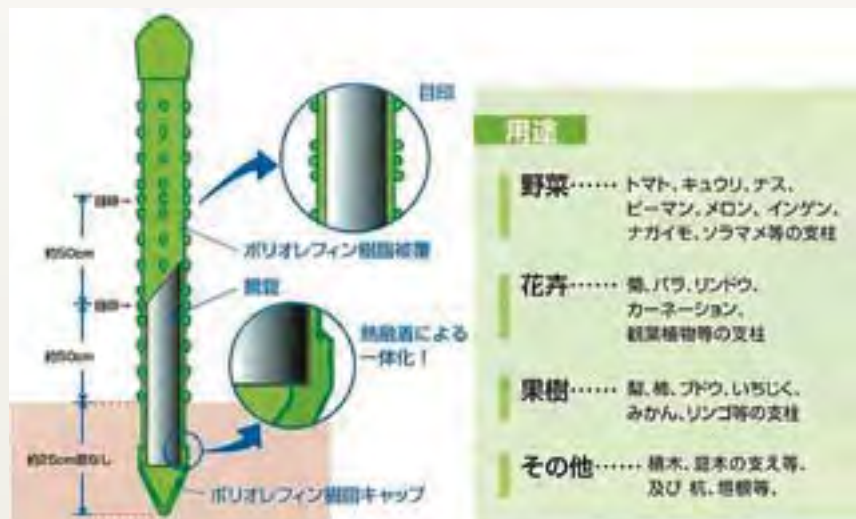 目印
目印→
約50cm
ポリオレフィン樹脂被覆
鋼管
目印→
熱融着による
一体化!
約50cm
約25cm節なし
ポリオレフィン樹脂キャップ
用途
野菜…… トマト、キュウリ、ナス、
ピーマン、メロン、インゲン、
ナガイモ、ソラマメ等の支柱
花卉…… 菊、バラ、リンドウ、
カーネーション、
観葉植物等の支柱
果樹…… 梨、桃、ブドウ、いちじく、
みかん、リンゴ等の支柱
その他…… 植木、庭木の支え等、
及び 杭、垣根等、